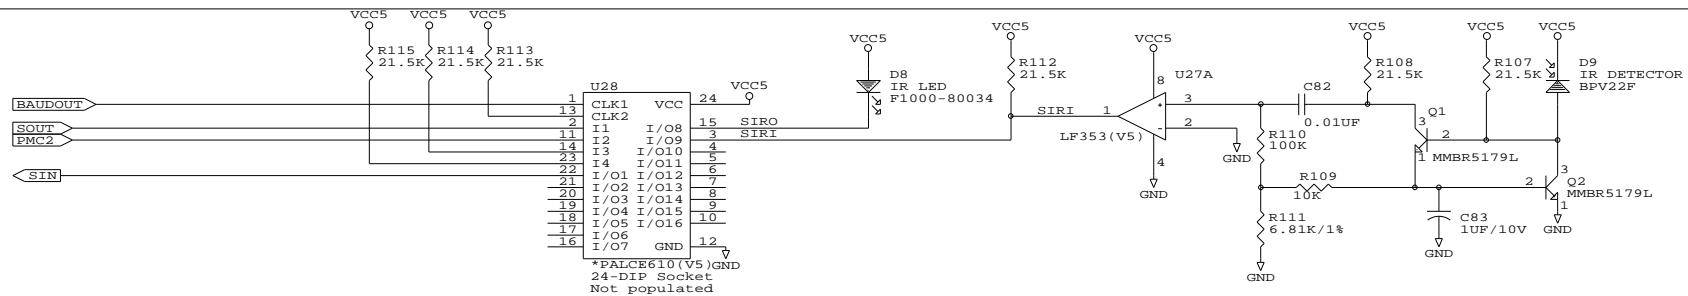 VCC5 VCC5 VCC5
R115 21.5K
R114 21.5K
R113 21.5K
BAUDOUT
SOUT
PMC2
SIN
U28
1 CLK1 VCC 24 VCC5
13 CLK2
2 I1 I/O8 15 SIRO
11 I2 I/O9 3 SIRI
14 I3 I/O10 4
23 I4 I/O11 5
22 I/O1 I/O12 6
21 I/O2 I/O13 7
20 I/O3 I/O14 8
19 I/O4 I/O15 9
18 I/O5 I/O16 10
17 I/O6
16 I/O7 GND 12
GND
*PALCE610(V5)
24-DIP Socket
Not populated
VCC5
D8
IR LED
F1000-80034
VCC5
R112
21.5K
SIRI
VCC5
U27A
8
1
3
+
2
-
4
LF353(V5)
GND
GND
C82
0.01UF
R110
100K
R109
10K
R111
6.81K/1%
GND
VCC5
R108
21.5K
Q1
3
2
1
MMBR5179L
VCC5
R107
21.5K
VCC5
D9
IR DETECTOR
BPV22F
2
3
Q2
MMBR5179L
1
GND
C83
1UF/10V
GND